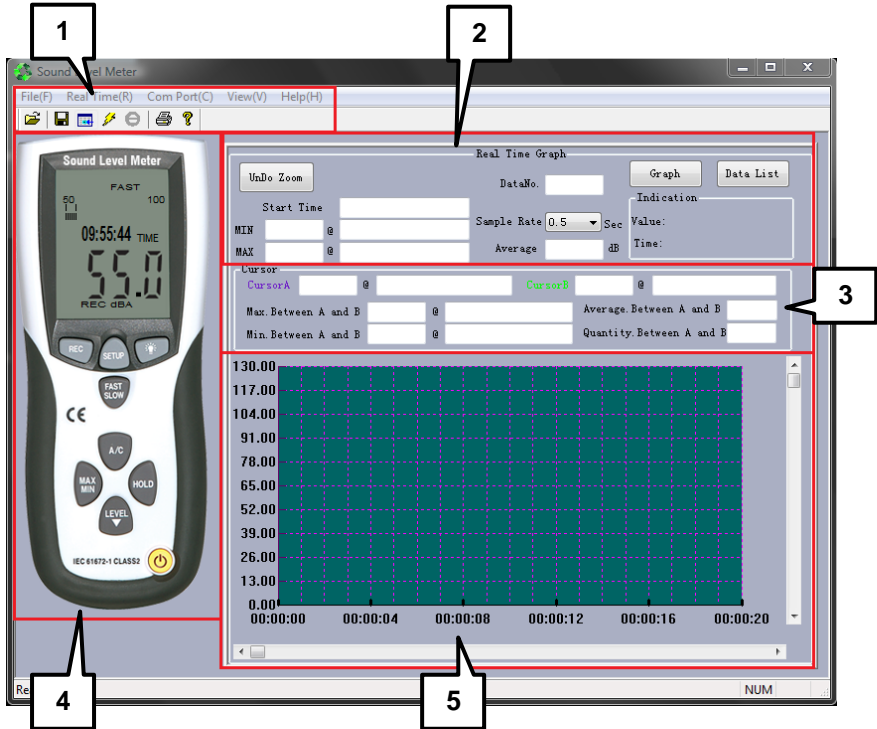 1
2
Sound Level Meter
File(F) Real Time(R) Com Port(C) View(V) Help(H)
Sound Level Meter
FAST
50 100
09:55:44 TIME
55.0
REC dBA
REC
SETUP
FAST
SLOW
CE
A/C
MAX
MIN
HOLD
LEVEL
IEC 61672-1 CLASS2
Real Time Graph
UnDo Zoom
DataNo.
Graph
Data List
Start Time
Indication
MIN @
Sample Rate 0.5 Sec
Value:
MAX @
Average dB
Time:
Cursor
CursorA @
CursorB @
Max.Between A and B @
Average.Between A and B
Min.Between A and B @
Quantity.Between A and B
3
130.00
117.00
104.00
91.00
78.00
65.00
52.00
39.00
26.00
13.00
0.00
00:00:00 00:00:04 00:00:08 00:00:12 00:00:16 00:00:20
4
5
NUM